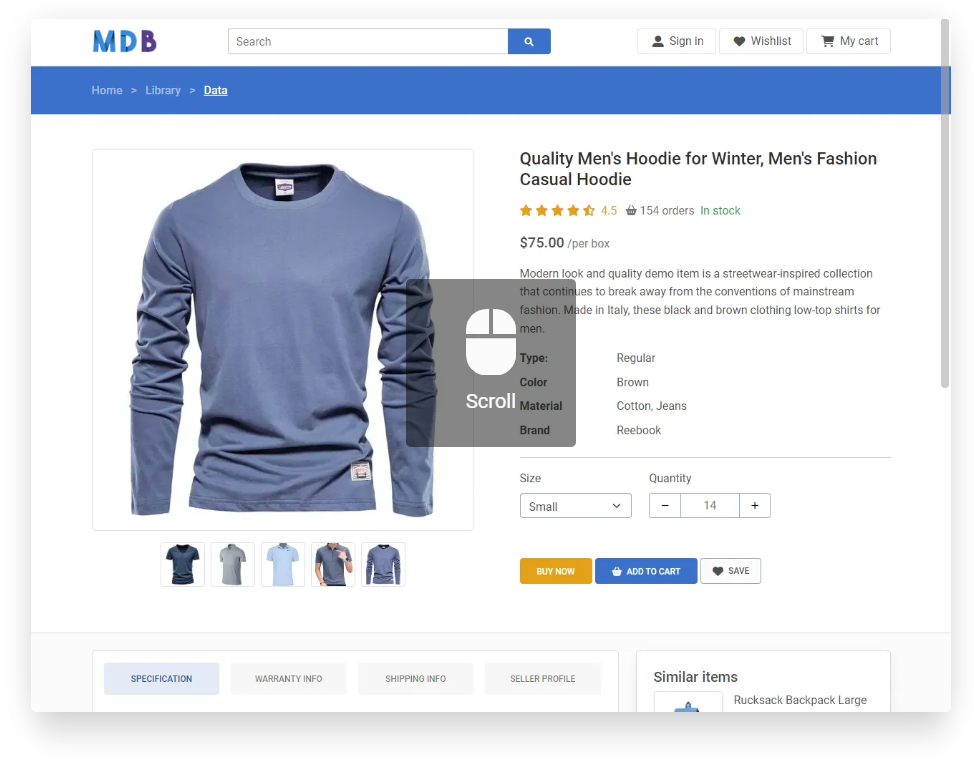 MDB
Search
Sign in
Wishlist
My cart
Home > Library > Data
Quality Men's Hoodie for Winter, Men's Fashion
Casual Hoodie
4.5 154 orders In stock
$75.00 /per box
Modern look and quality demo item is a streetwear-inspired collection
that continues to break away from the conventions of mainstream
fashion. Made in Italy, these black and brown clothing low-top shirts for
men.
Type: Regular
Color Brown
Material Cotton, Jeans
Brand Reebook
Scroll
Size Quantity
Small − 14 +
BUY NOW ADD TO CART SAVE
SPECIFICATION WARRANTY INFO SHIPPING INFO SELLER PROFILE
Similar items
Rucksack Backpack Large